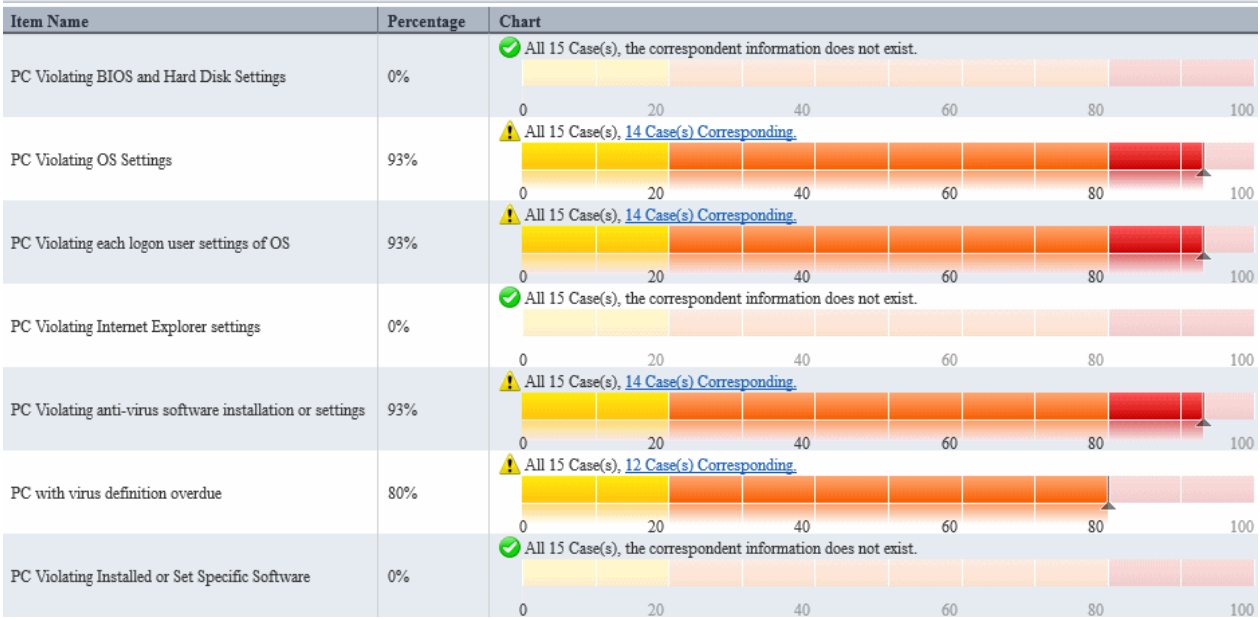 Item Name Percentage Chart
All 15 Case(s), the correspondent information does not exist.
PC Violating BIOS and Hard Disk Settings 0%
0 20 40 60 80 100
All 15 Case(s), 14 Case(s) Corresponding.
PC Violating OS Settings 93%
0 20 40 60 80 100
All 15 Case(s), 14 Case(s) Corresponding.
PC Violating each logon user settings of OS 93%
0 20 40 60 80 100
All 15 Case(s), the correspondent information does not exist.
PC Violating Internet Explorer settings 0%
0 20 40 60 80 100
All 15 Case(s), 14 Case(s) Corresponding.
PC Violating anti-virus software installation or settings 93%
0 20 40 60 80 100
All 15 Case(s), 12 Case(s) Corresponding.
PC with virus definition overdue 80%
0 20 40 60 80 100
All 15 Case(s), the correspondent information does not exist.
PC Violating Installed or Set Specific Software 0%
0 20 40 60 80 100